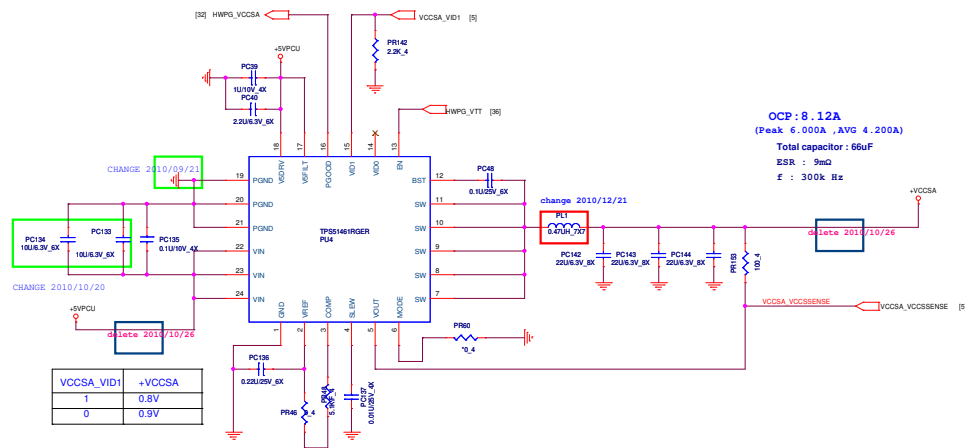 [32] HWPG_VCCSA
VCCSA_VID1 [5]
PR142
2.2K_4
+5VPCU
PC39
1U/10V_4X
PC40
2.2U/6.3V_6X
HWPG_VTT [36]
OCP:8.12A
(Peak 6.000A ,AVG 4.200A)
Total capacitor : 66uF
ESR : 9mΩ
f : 300k Hz
18 17 16 15 14 13
V5DRV V5FILT PGOOD VID1 VID0 EN
CHANGE 2010/09/21
19 PGND
20 PGND
21 PGND
22 VIN
23 VIN
24 VIN
TPS51461RGER
PU4
BST 12
SW 11
SW 10
SW 9
SW 8
SW 7
PC48
0.1U/25V_6X
change 2010/12/21
PL1
0.47UH_7X7
+VCCSA
delete 2010/10/26
PC134
10U/6.3V_6X
PC133
10U/6.3V_6X
PC135
0.1U/10V_4X
CHANGE 2010/10/20
PC142
22U/6.3V_8X
PC143
22U/6.3V_8X
PC144
22U/6.3V_8X
PR153
100_4
VCCSA_VCCSSENSE
VCCSA_VCCSSENSE [5
+5VPCU
delete 2010/10/26
GND VREF COMP SLEW VOUT MODE
1 2 3 4 5 6
PR60
*0_4
PC136
0.22U/25V_6X
PR46
_4
5.1K
PC137
0.01U/25V_4X
VCCSA_VID1 +VCCSA
1 0.8V
0 0.9V